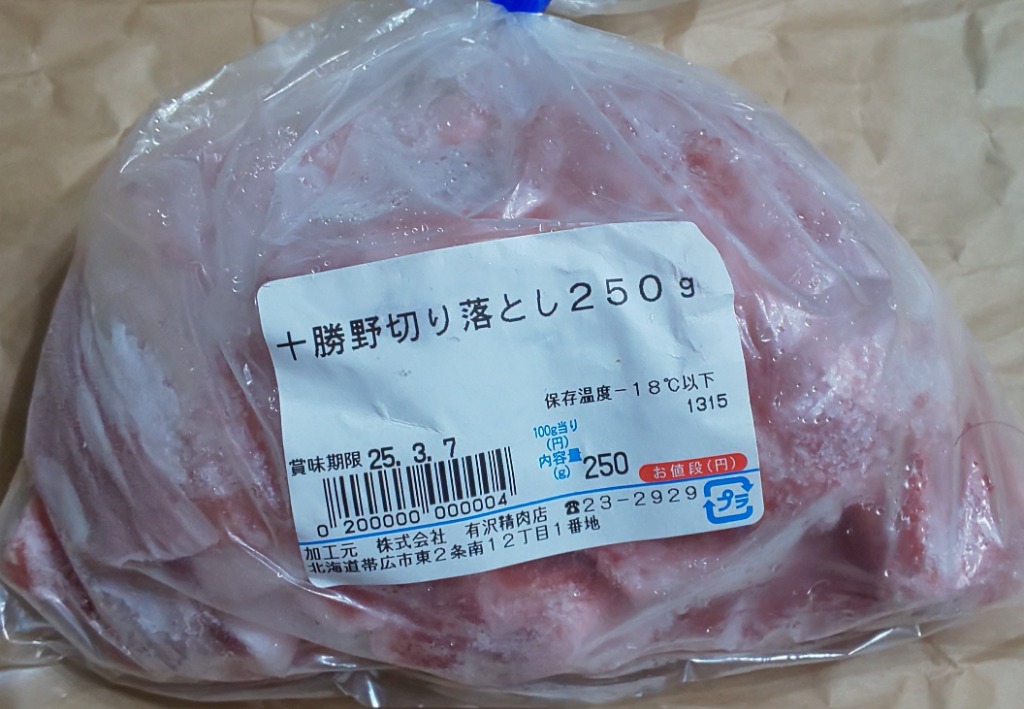 十勝野切り落とし250g
保存温度-18℃以下
1315
賞味期限 25.3.7
100g当り
(円)
内容量
(g)
250
お値段(円)
0 200000 000004
プラ
加工元 株式会社 有沢精肉店 ☎23-2929
北海道帯広市東2条南12丁目1番地